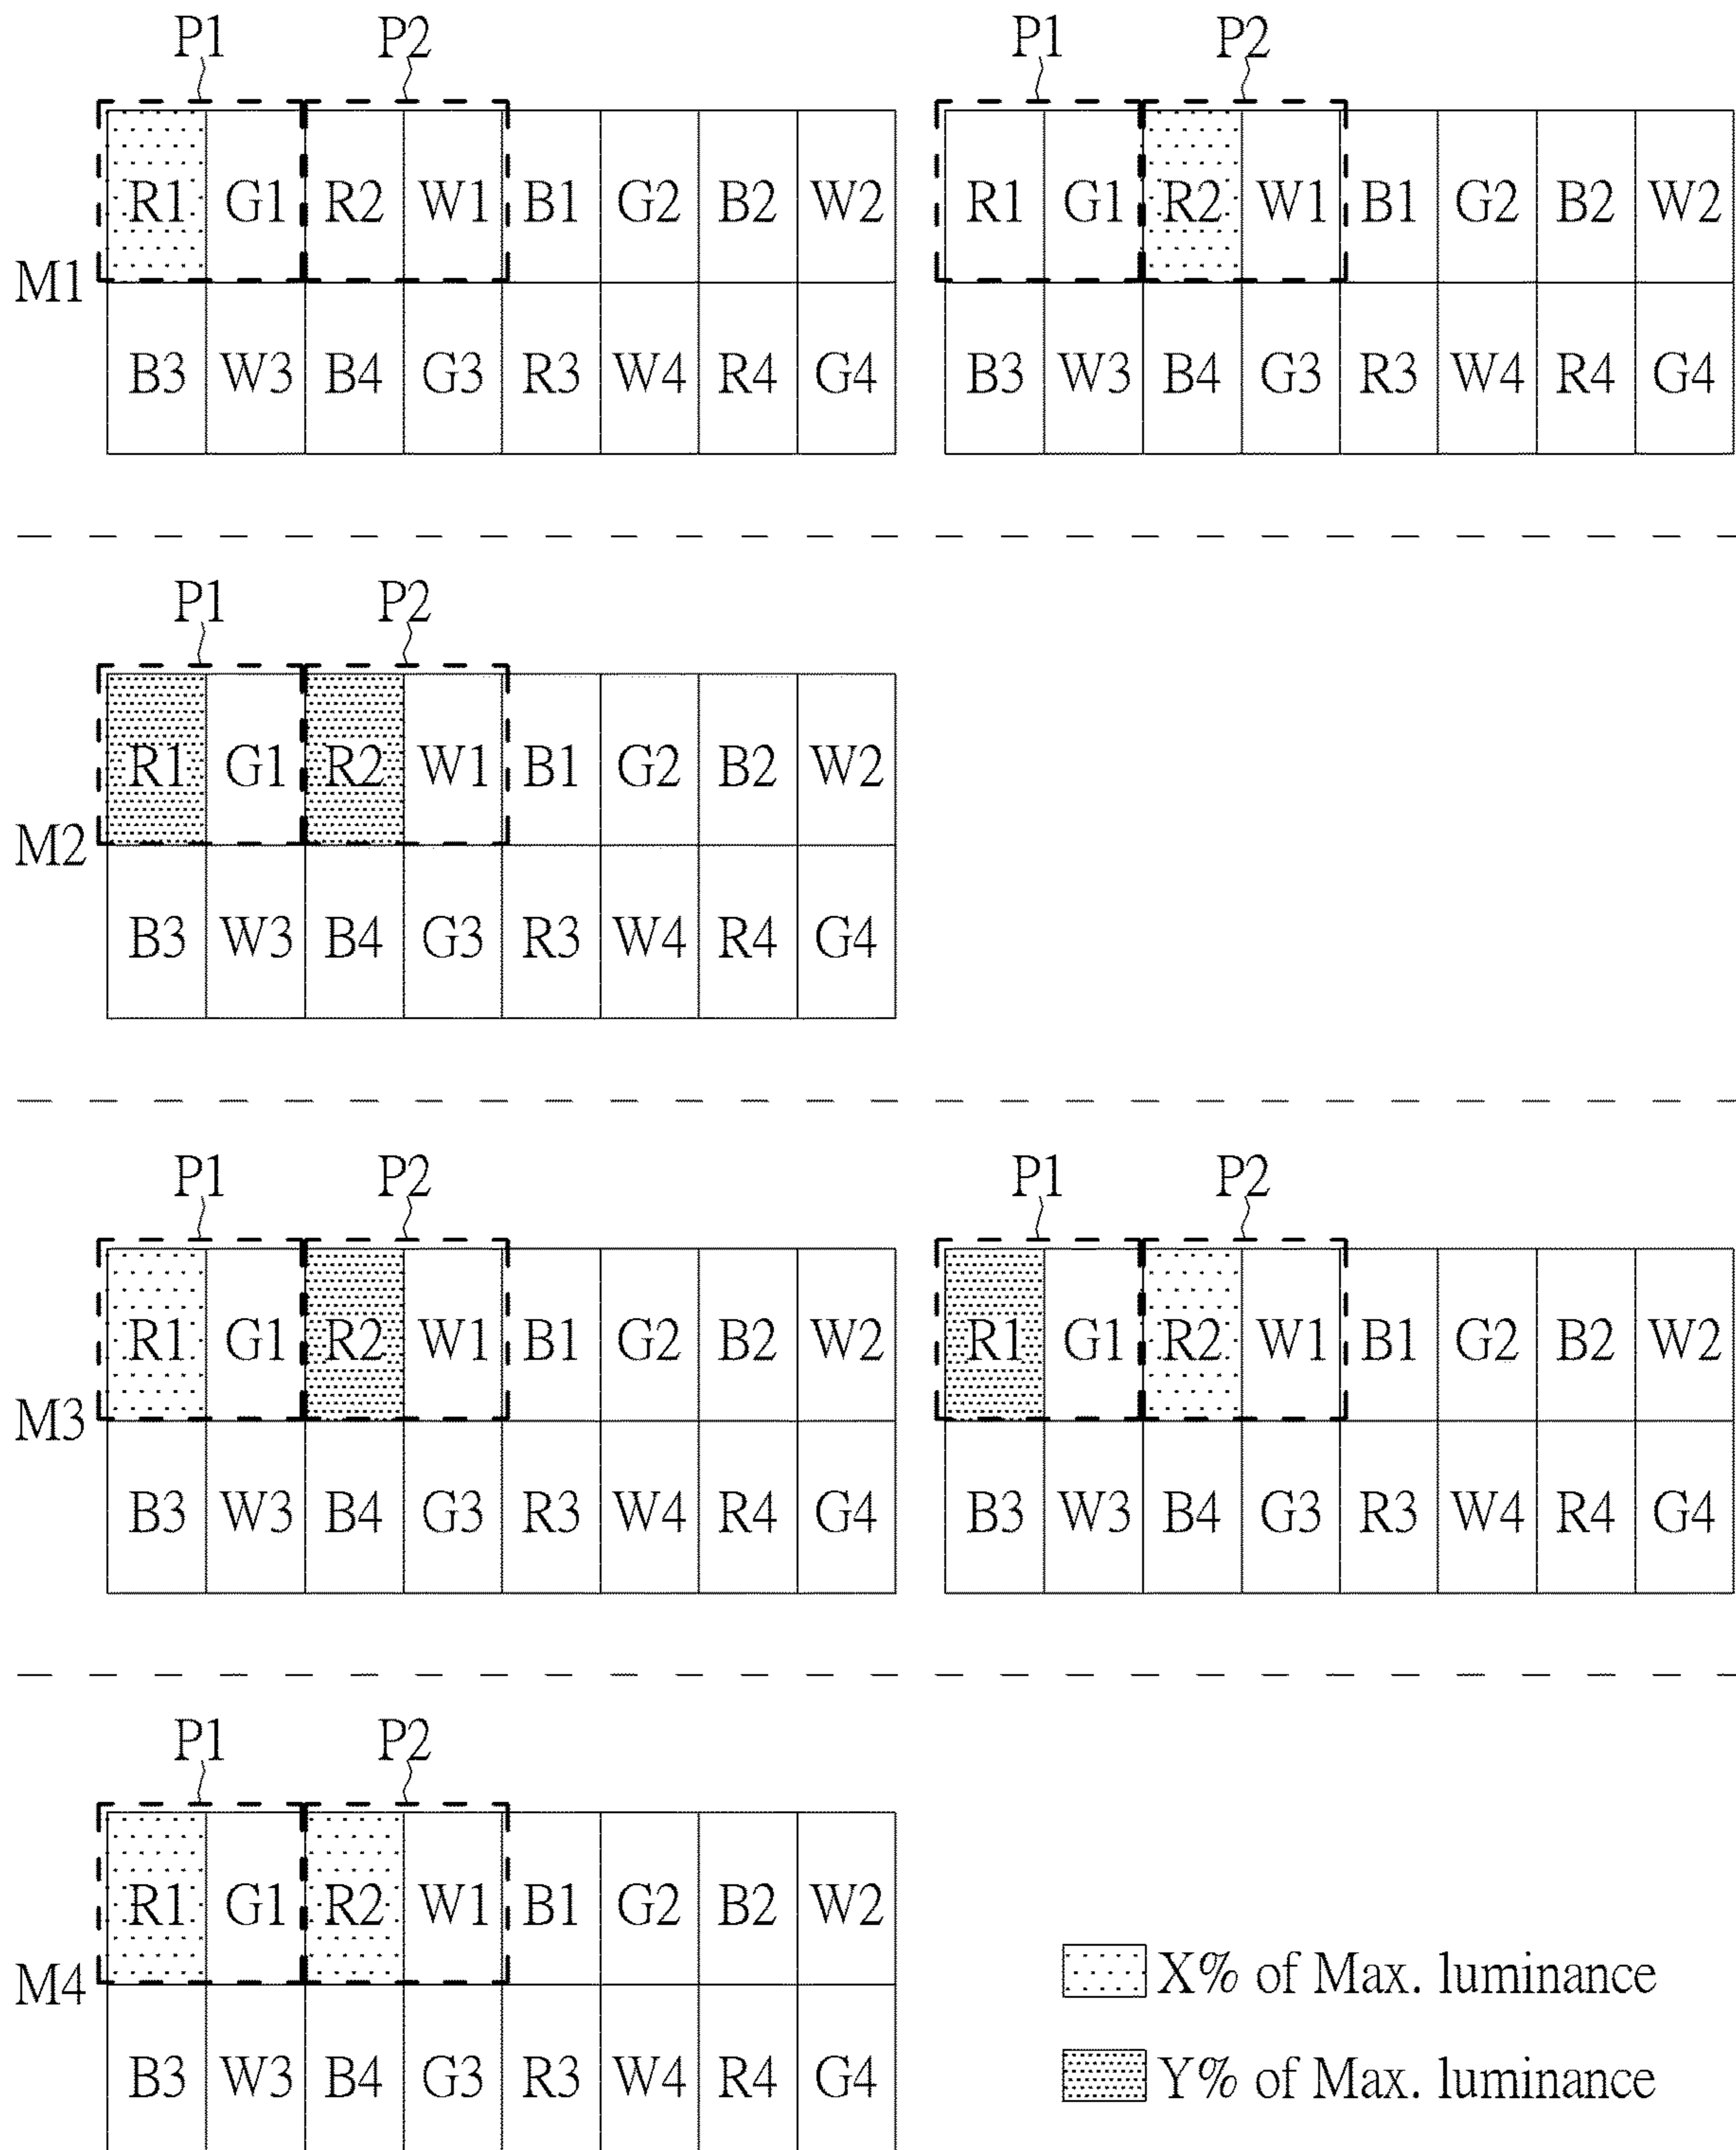 P1 P2 P1 P2
R1 G1 R2 W1 B1 G2 B2 W2 R1 G1 R2 W1 B1 G2 B2 W2
M1
B3 W3 B4 G3 R3 W4 R4 G4 B3 W3 B4 G3 R3 W4 R4 G4
P1 P2
R1 G1 R2 W1 B1 G2 B2 W2
M2
B3 W3 B4 G3 R3 W4 R4 G4
P1 P2 P1 P2
R1 G1 R2 W1 B1 G2 B2 W2 R1 G1 R2 W1 B1 G2 B2 W2
M3
B3 W3 B4 G3 R3 W4 R4 G4 B3 W3 B4 G3 R3 W4 R4 G4
P1 P2
R1 G1 R2 W1 B1 G2 B2 W2
M4
B3 W3 B4 G3 R3 W4 R4 G4
X% of Max. luminance
Y% of Max. luminance